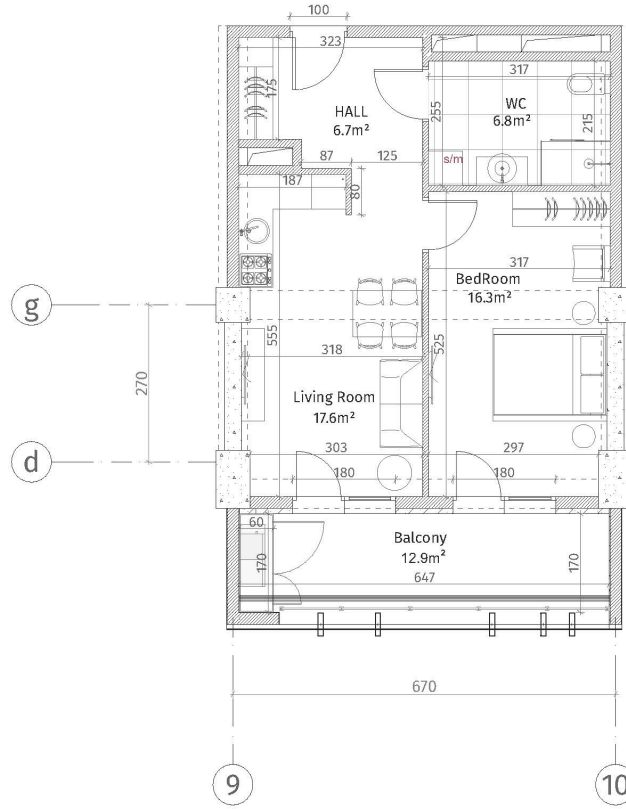 100
323
317
175
HALL
6.7m²
WC
6.8m²
255
215
87
125
s/m
187
80
317
BedRoom
16.3m²
g
270
555
318
525
Living Room
17.6m²
d
303
297
180
180
60
Balcony
12.9m²
170
170
647
670
9
10